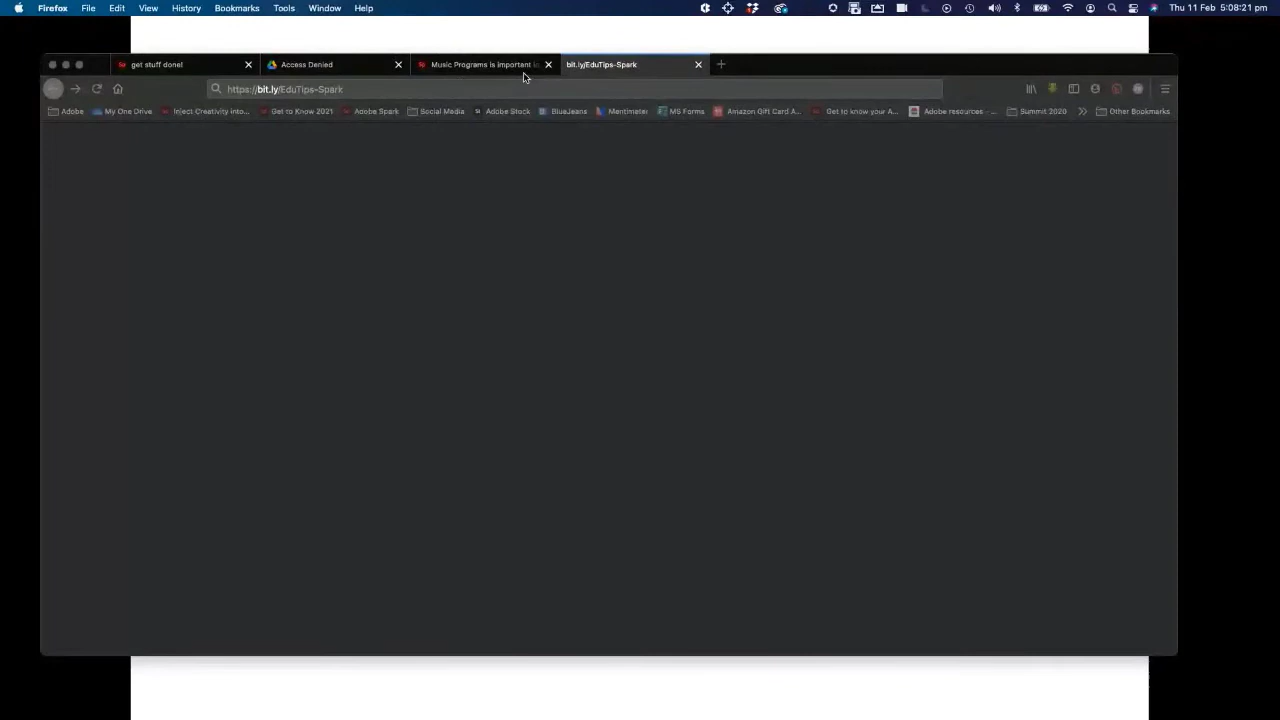 Firefox File Edit View History Bookmarks Tools Window Help Thu 11 Feb 5:08:21 pm
get stuff done! Access Denied Music Programs is important ic bit.ly/EduTips-Spark
https://bit.ly/EduTips-Spark
Adobe My One Drive Inject Creativity into... Get to Know 2021 Adobe Spark Social Media Adobe Stock BlueJeans Mentimeter MS Forms Amazon Gift Card A... Get to know your A... Adobe resources - ... Summit 2020 Other Bookmarks